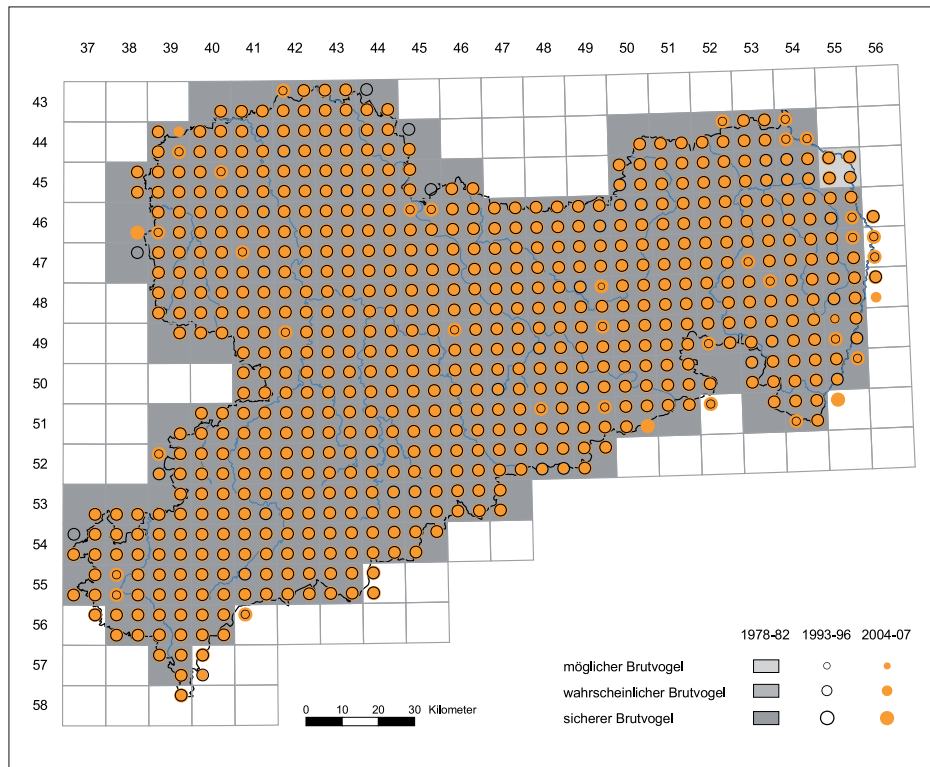 37 38 39 40 41 42 43 44 45 46 47 48 49 50 51 52 53 54 55 56
43
44
45
46
47
48
49
50
51
52
53
54
55
56
57
58
0 10 20 30 Kilometer
1978-82 1993-96 2004-07
möglicher Brutvogel
wahrscheinlicher Brutvogel
sicherer Brutvogel